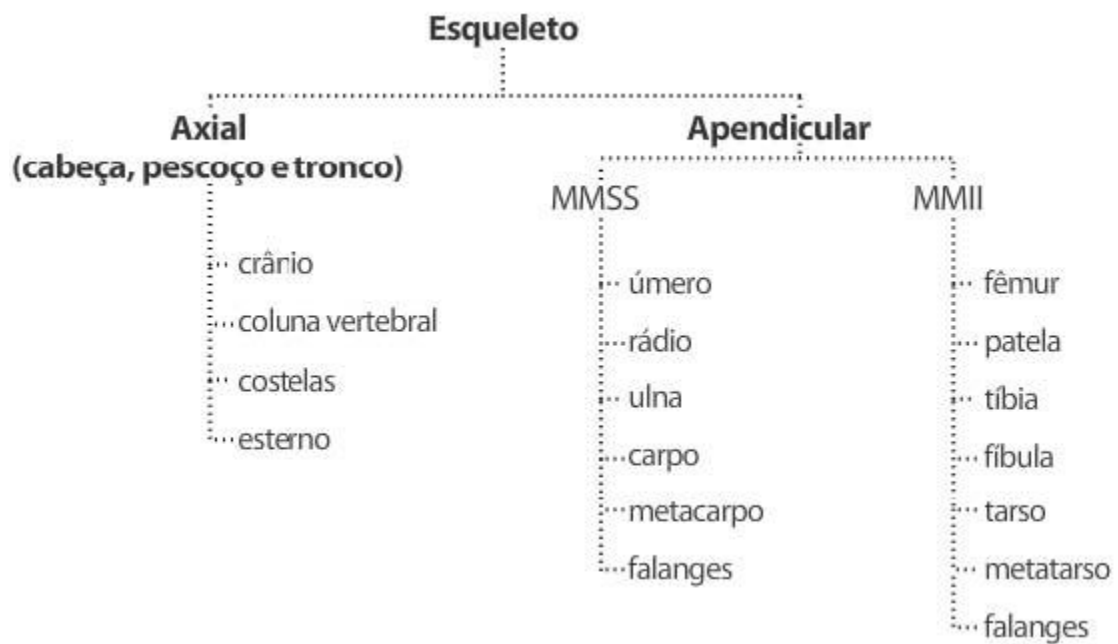 Esqueleto
Axial
(cabeça, pescoço e tronco)
crânio
coluna vertebral
costelas
esterno
Apendicular
MMSS
úmero
rádio
ulna
carpo
metacarpo
falanges
MMII
fêmur
patela
tíbia
fíbula
tarso
metatarso
falanges